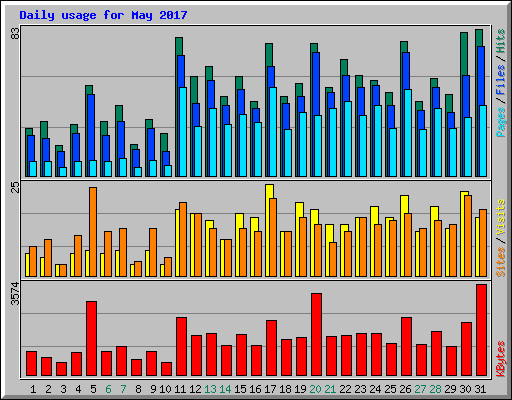 Daily usage for May 2017
83
Pages / Files / Hits
25
Sites / Visits
3574
KBytes
1 2 3 4 5 6 7 8 9 10 11 12 13 14 15 16 17 18 19 20 21 22 23 24 25 26 27 28 29 30 31